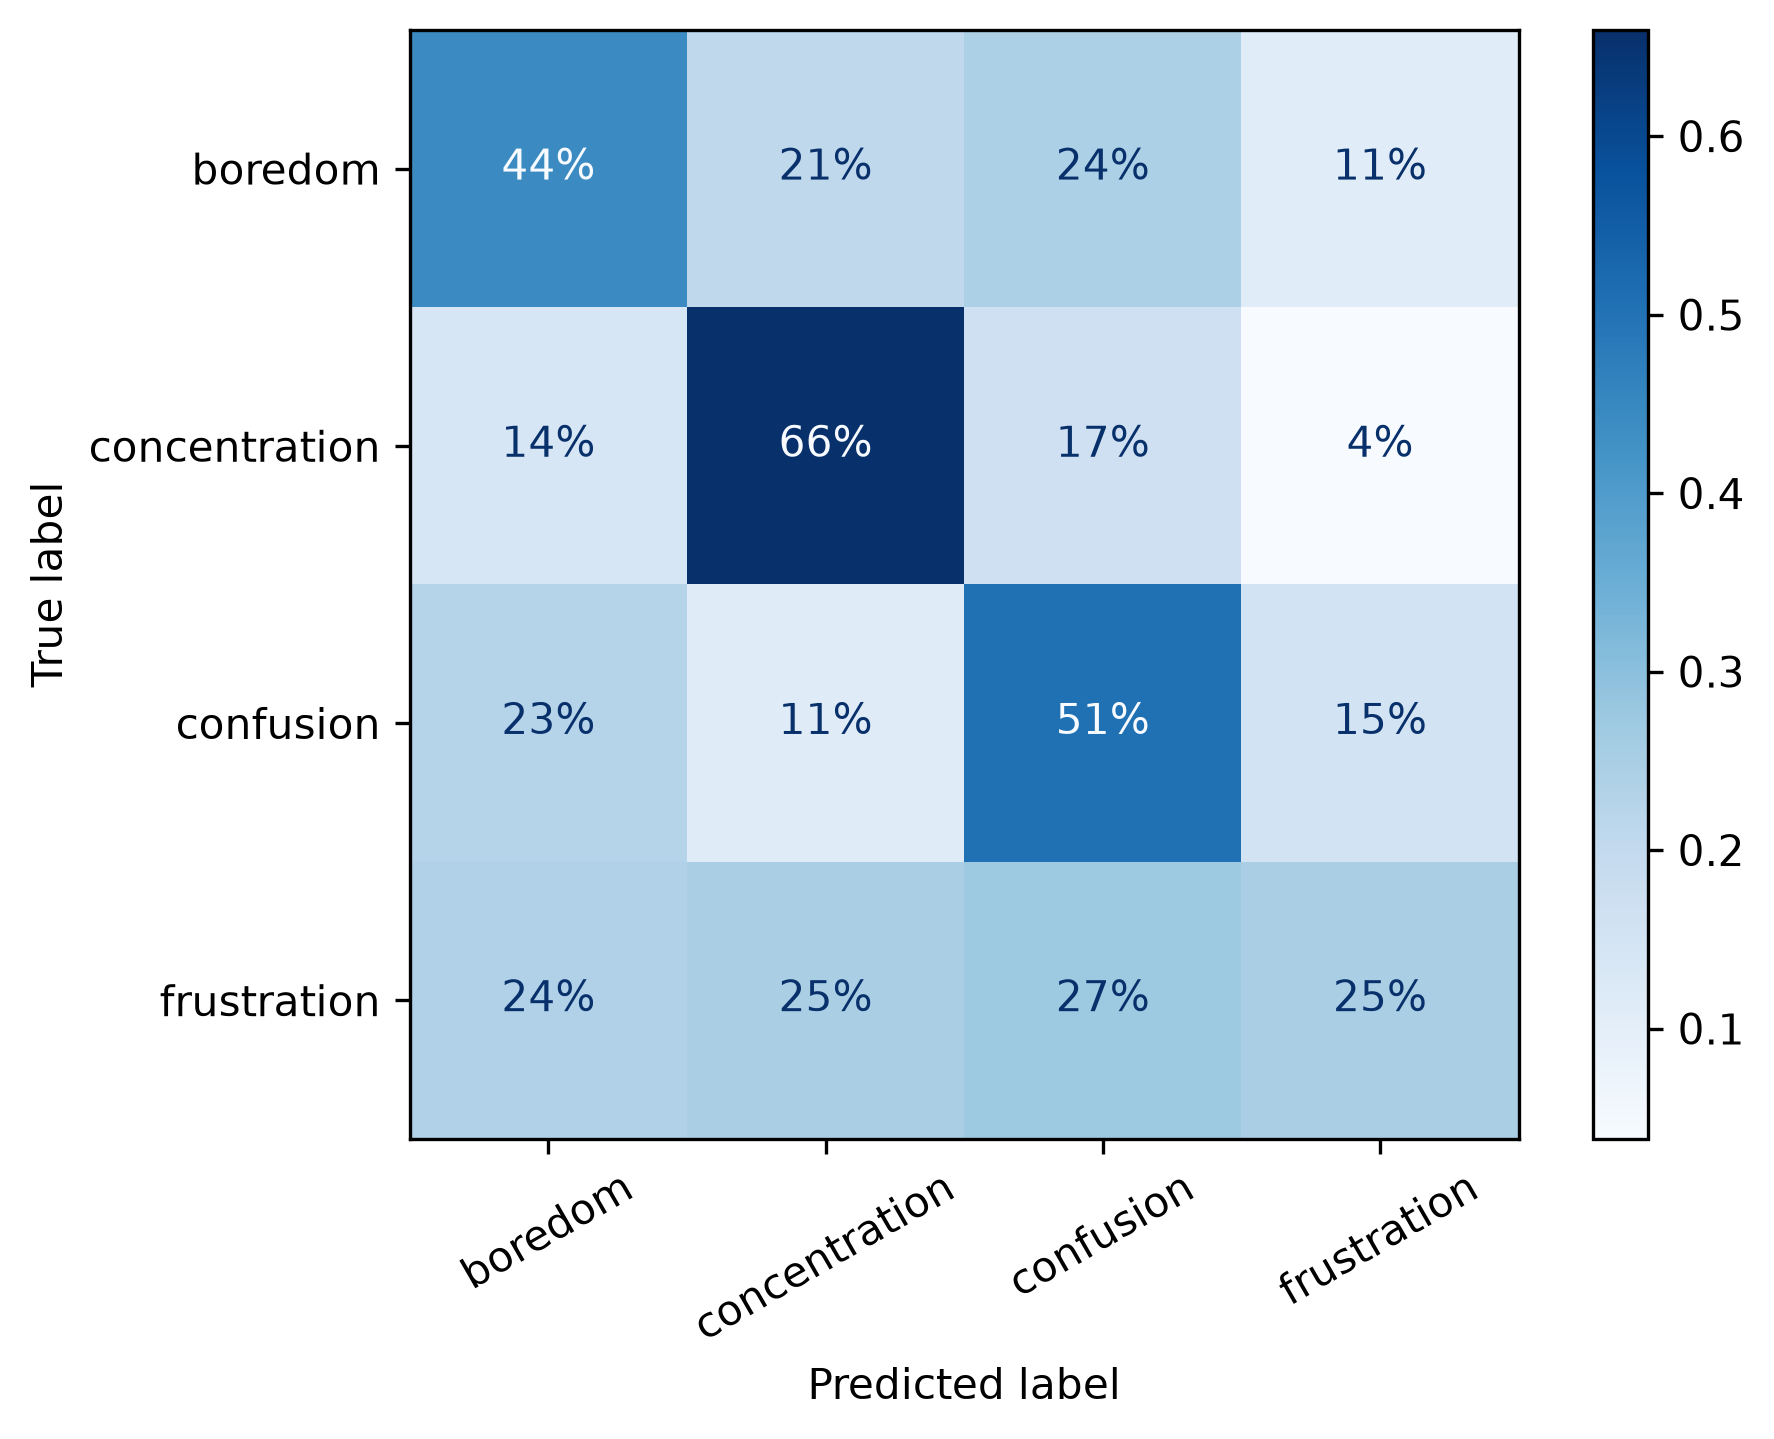 boredom 44% 21% 24% 11%
concentration 14% 66% 17% 4%
confusion 23% 11% 51% 15%
frustration 24% 25% 27% 25%
True label
boredom concentration confusion frustration
Predicted label
0.6
0.5
0.4
0.3
0.2
0.1